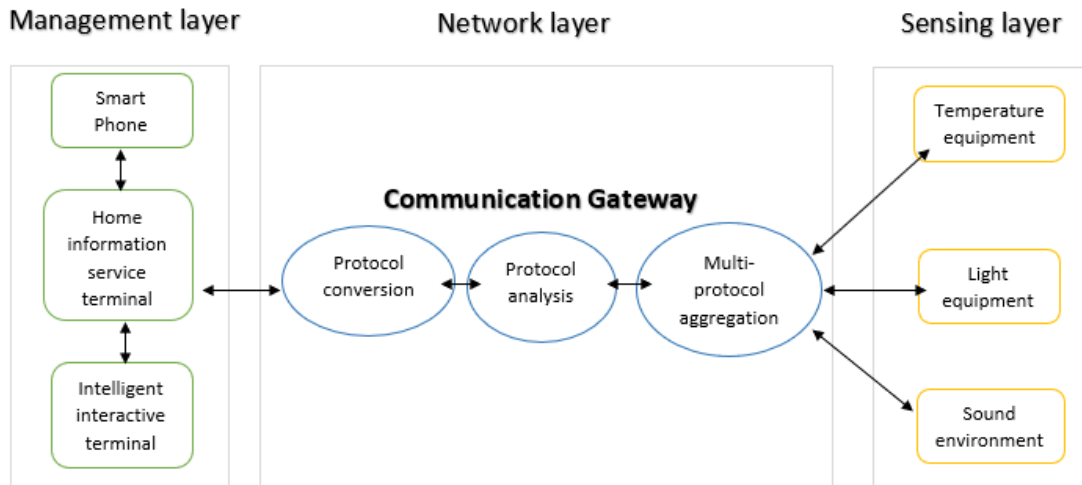 Management layer
Network layer
Sensing layer
Smart
Phone
Home
information
service
terminal
Intelligent
interactive
terminal
Communication Gateway
Protocol
conversion
Protocol
analysis
Multi-
protocol
aggregation
Temperature
equipment
Light
equipment
Sound
environment